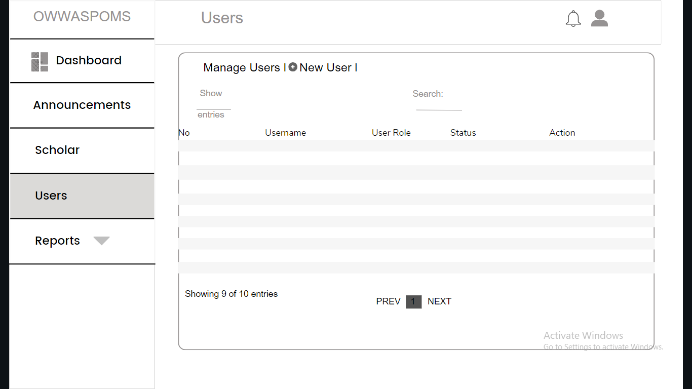 OWWASPOMS
Users
Dashboard
Announcements
Scholar
Users
Reports
Manage Users I New User I
Show
entries
Search:
No Username User Role Status Action
Showing 9 of 10 entries
PREV 1 NEXT
Activate Windows
Go to Settings to activate Windows.